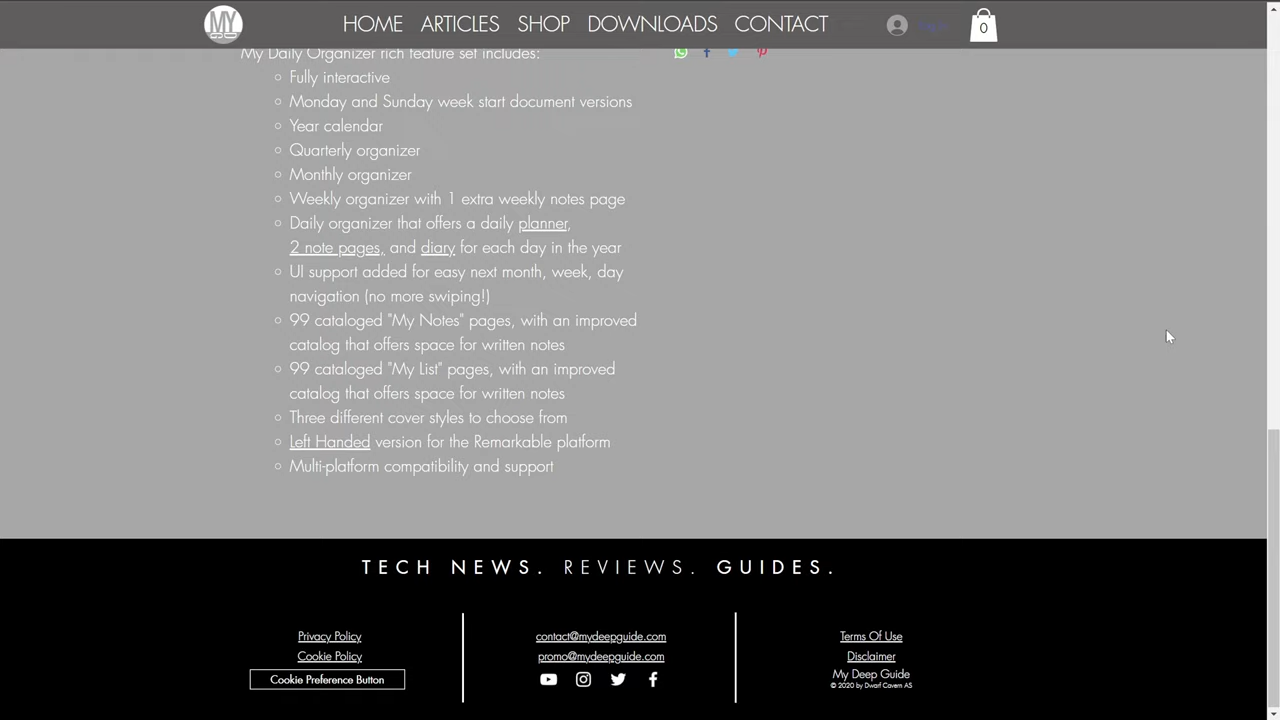 MY
HOME ARTICLES SHOP DOWNLOADS CONTACT
0
My Daily Organizer rich feature set includes:
Fully interactive
Monday and Sunday week start document versions
Year calendar
Quarterly organizer
Monthly organizer
Weekly organizer with 1 extra weekly notes page
Daily organizer that offers a daily planner,
2 note pages, and diary for each day in the year
UI support added for easy next month, week, day
navigation (no more swiping!)
99 cataloged "My Notes" pages, with an improved
catalog that offers space for written notes
99 cataloged "My List" pages, with an improved
catalog that offers space for written notes
Three different cover styles to choose from
Left Handed version for the Remarkable platform
Multi-platform compatibility and support
TECH NEWS. REVIEWS. GUIDES.
Privacy Policy
Cookie Policy
Cookie Preference Button
contact@mydeepguide.com
promo@mydeepguide.com
Terms Of Use
Disclaimer
My Deep Guide
© 2020 by Dwarf Cavern AS